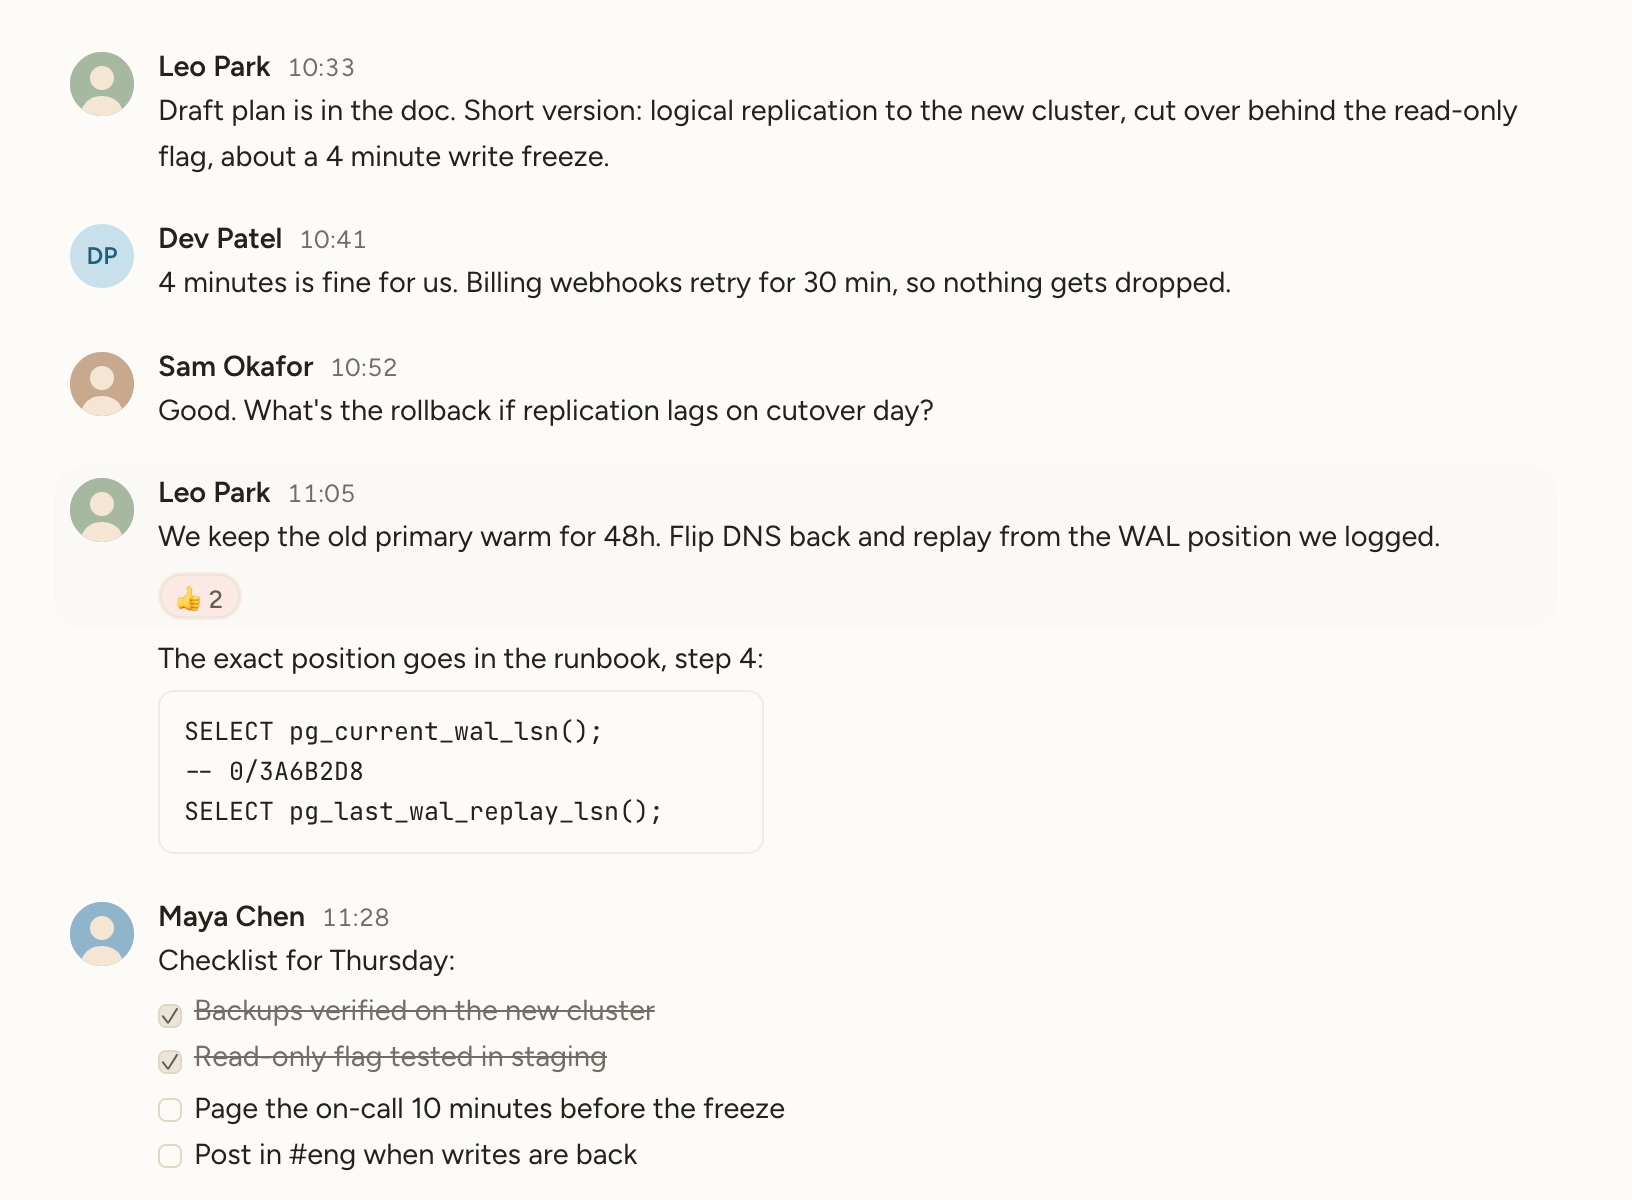 Leo Park 10:33
Draft plan is in the doc. Short version: logical replication to the new cluster, cut over behind the read-only
flag, about a 4 minute write freeze.
DP
Dev Patel 10:41
4 minutes is fine for us. Billing webhooks retry for 30 min, so nothing gets dropped.
Sam Okafor 10:52
Good. What's the rollback if replication lags on cutover day?
Leo Park 11:05
We keep the old primary warm for 48h. Flip DNS back and replay from the WAL position we logged.
👍 2
The exact position goes in the runbook, step 4:
SELECT pg_current_wal_lsn();
-- 0/3A6B2D8
SELECT pg_last_wal_replay_lsn();
Maya Chen 11:28
Checklist for Thursday:
Backups verified on the new cluster
Read-only flag tested in staging
Page the on-call 10 minutes before the freeze
Post in #eng when writes are back